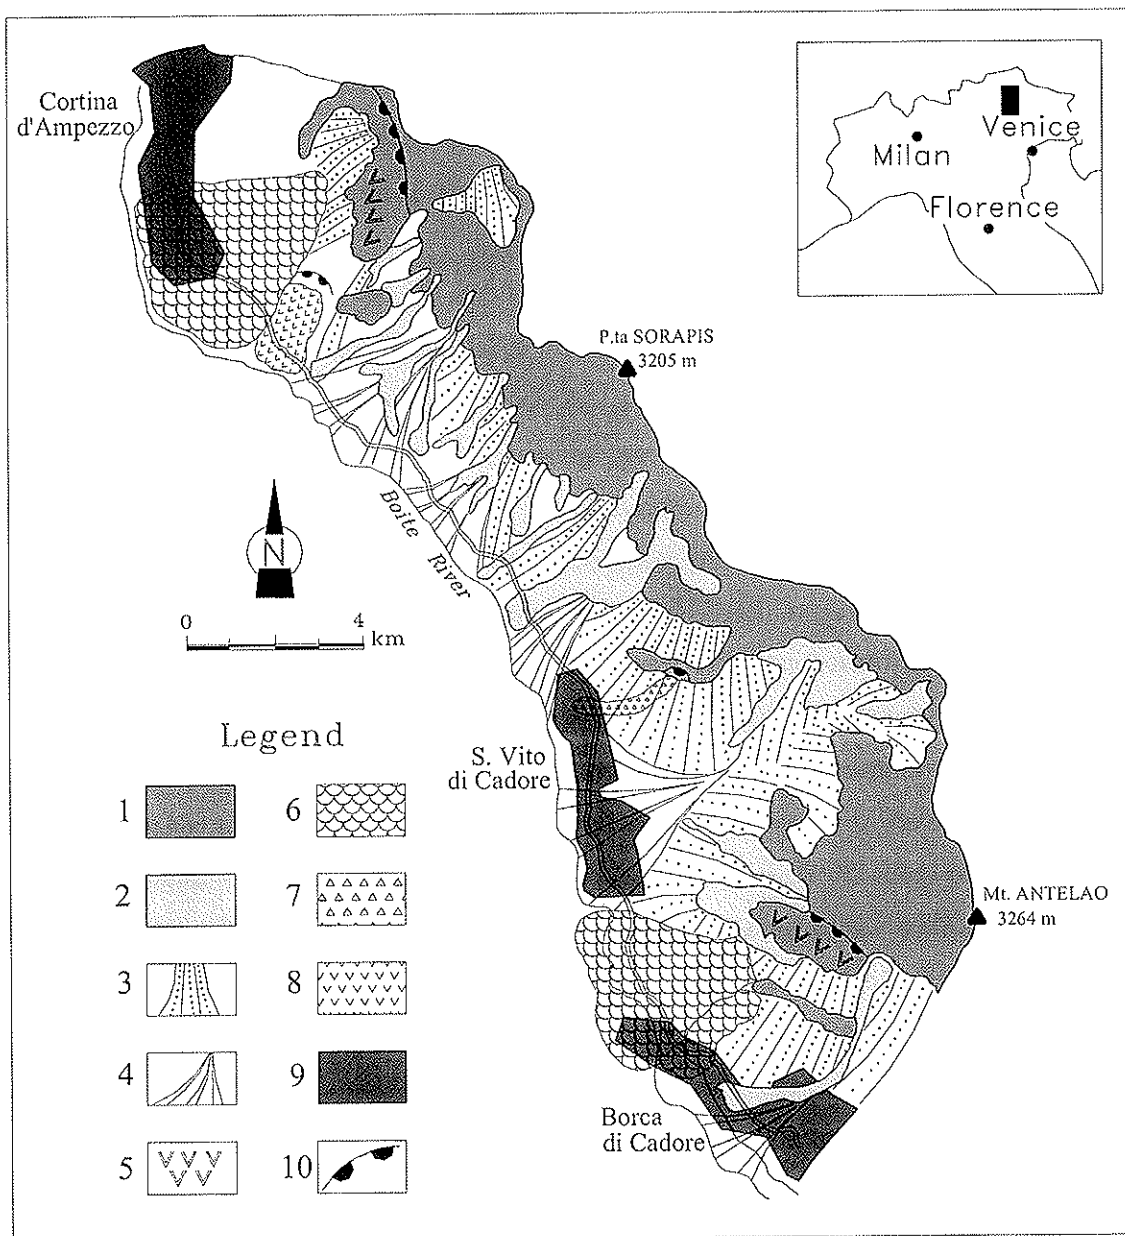 Cortina
d'Ampezzo
Milan
Venice
Florence
P.ta SORAPIS
3205 m
Boite River
N
0 4
km
S. Vito
di Cadore
Mt. ANTELAO
3264 m
Borca
di Cadore
Legend
1 6
2 7
3 8
4 9
5 10